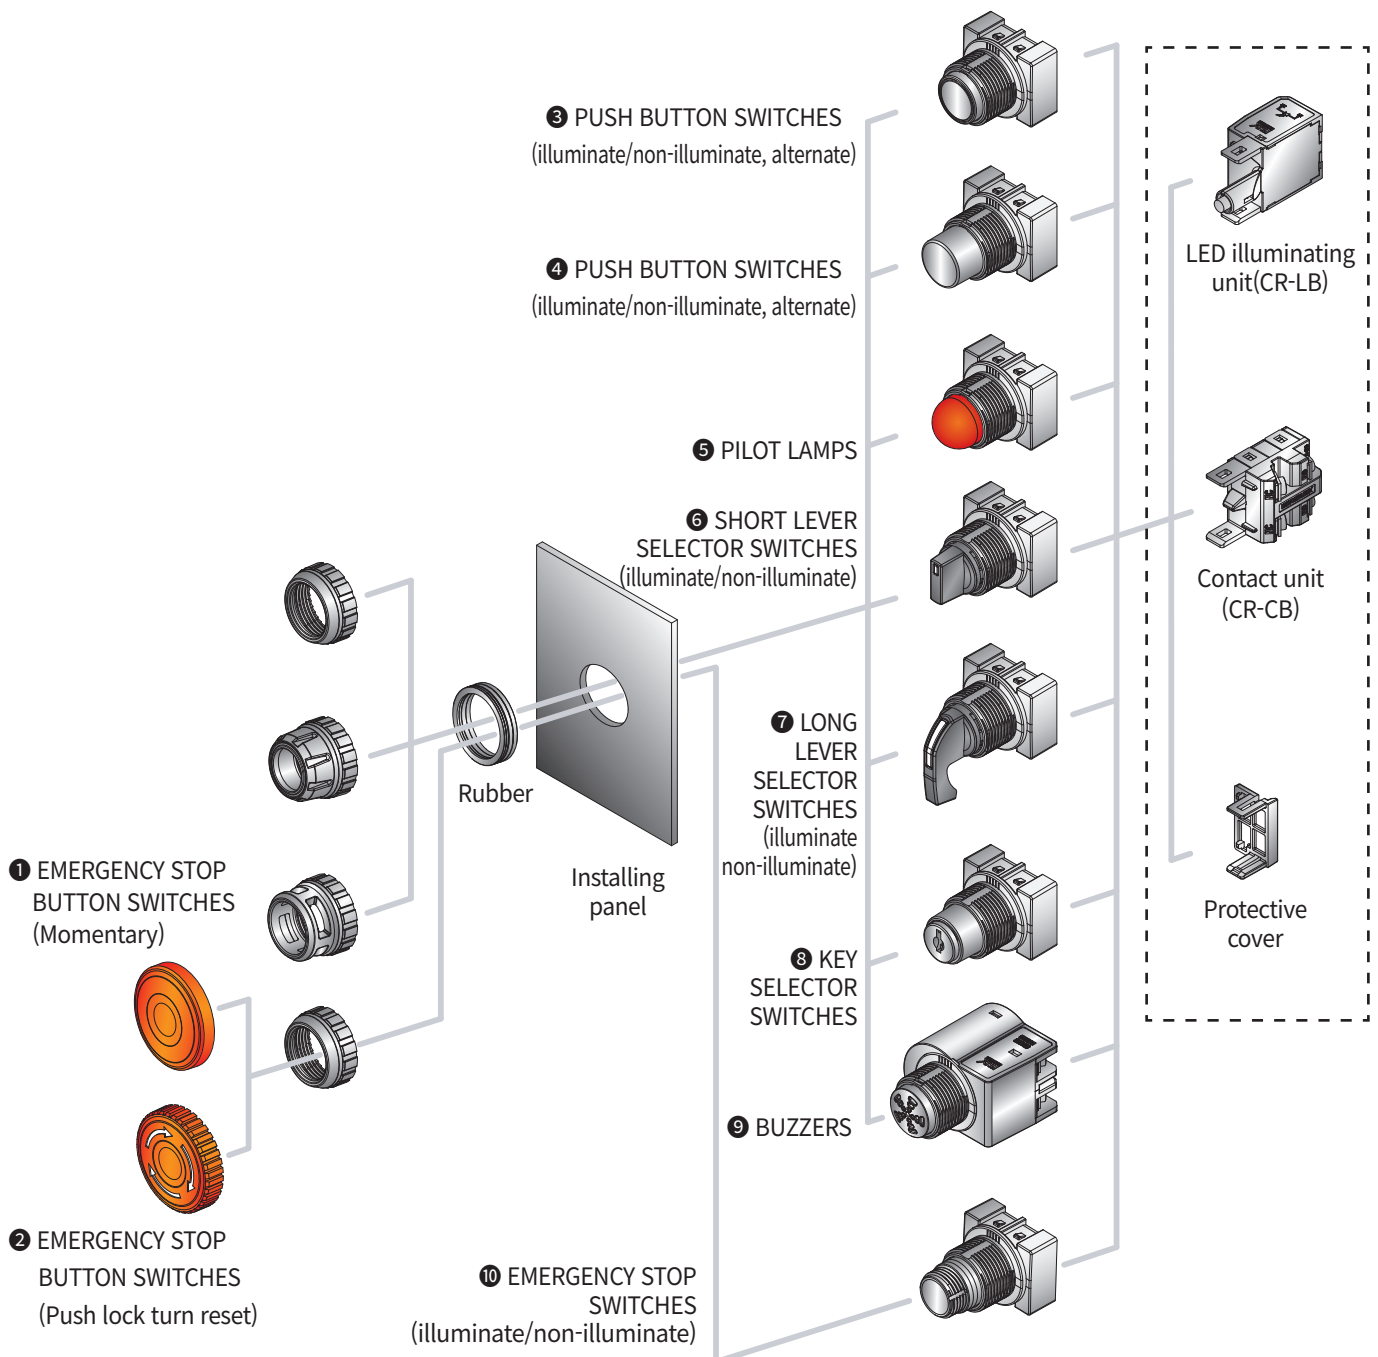 ❸ PUSH BUTTON SWITCHES
(illuminate/non-illuminate, alternate)
❹ PUSH BUTTON SWITCHES
(illuminate/non-illuminate, alternate)
❺ PILOT LAMPS
❻ SHORT LEVER
SELECTOR SWITCHES
(illuminate/non-illuminate)
❼ LONG
LEVER
SELECTOR
SWITCHES
(illuminate
non-illuminate)
❽ KEY
SELECTOR
SWITCHES
❾ BUZZERS
❿ EMERGENCY STOP
SWITCHES
(illuminate/non-illuminate)
❶ EMERGENCY STOP
BUTTON SWITCHES
(Momentary)
❷ EMERGENCY STOP
BUTTON SWITCHES
(Push lock turn reset)
Rubber
Installing
panel
LED illuminating
unit(CR-LB)
Contact unit
(CR-CB)
Protective
cover